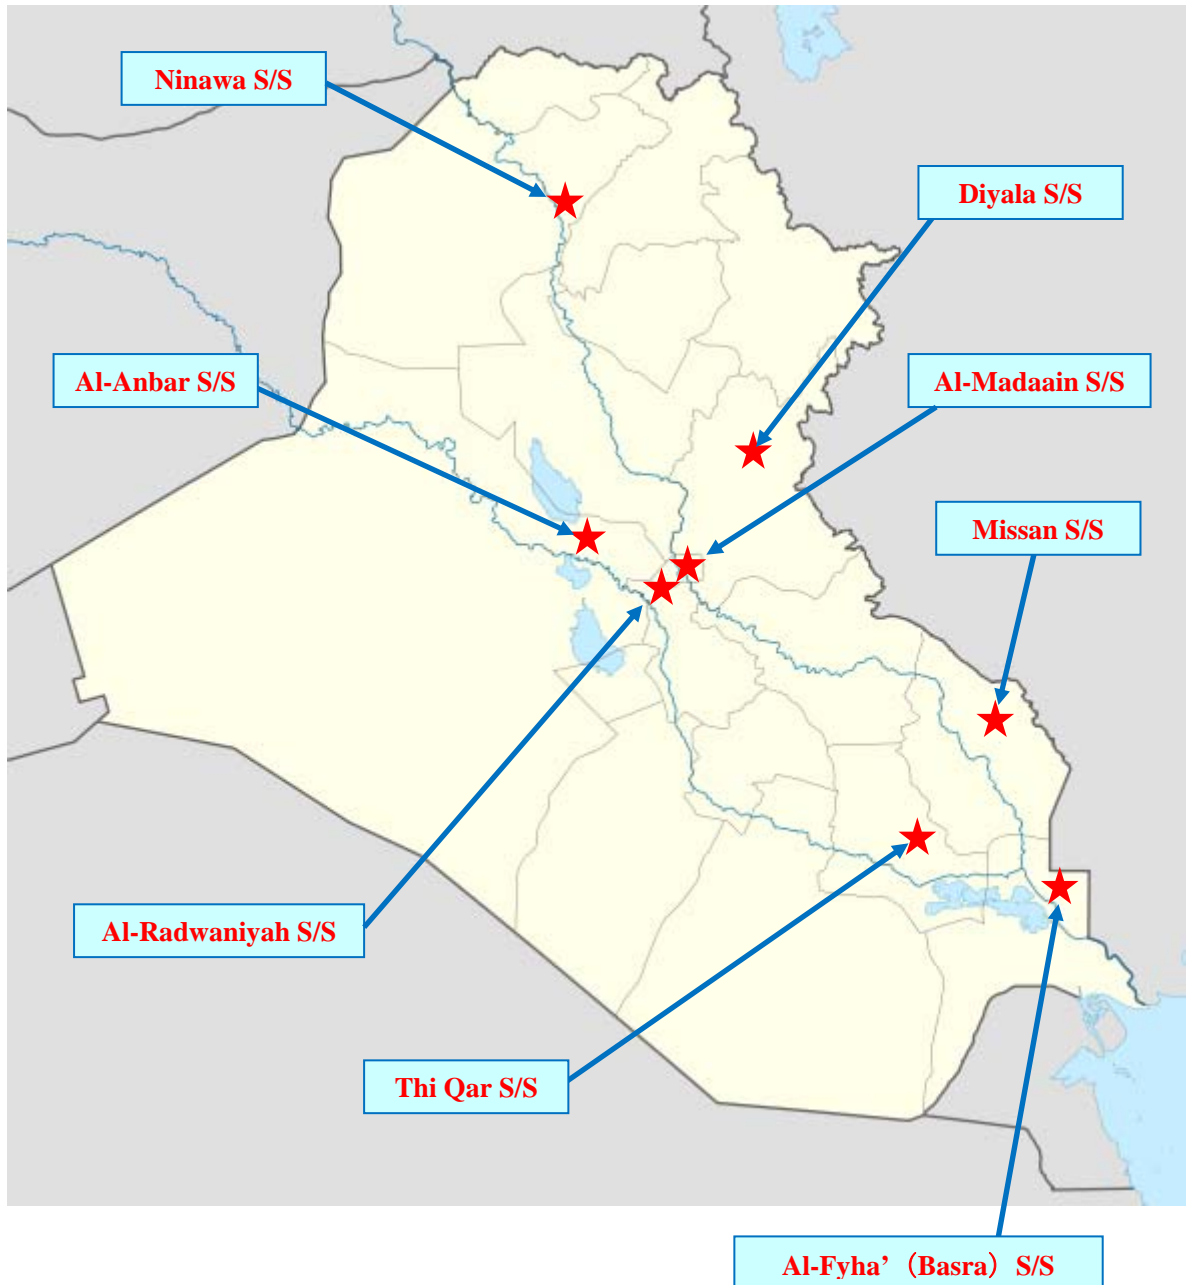 Ninawa S/S
Diyala S/S
Al-Anbar S/S
Al-Madaain S/S
Missan S/S
Al-Radwaniyah S/S
Thi Qar S/S
Al-Fyha’（Basra）S/S